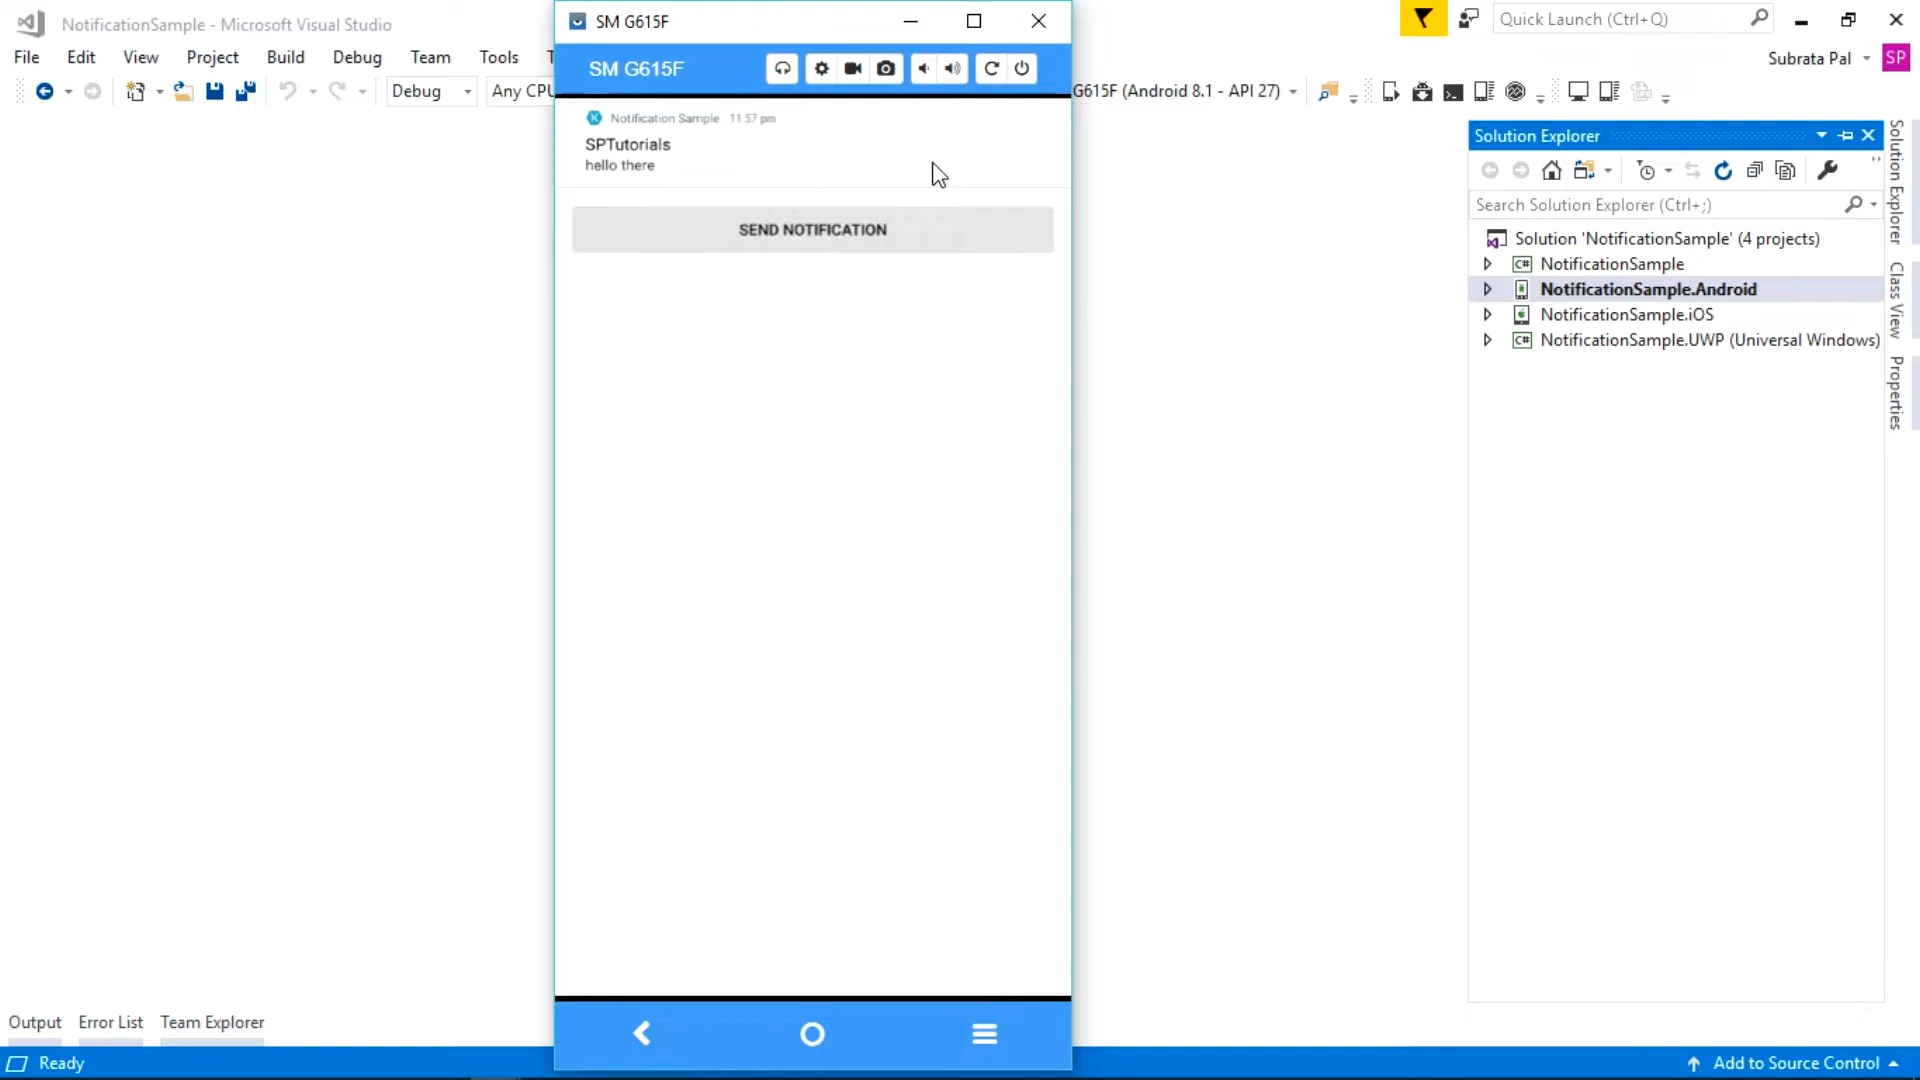 NotificationSample - Microsoft Visual Studio
SM G615F
Quick Launch (Ctrl+Q)
File Edit View Project Build Debug Team Tools
Subrata Pal
SP
SM G615F
Debug
Any CPU
G615F (Android 8.1 - API 27)
Notification Sample 11:57 pm
SPTutorials
hello there
SEND NOTIFICATION
Solution Explorer
Search Solution Explorer (Ctrl+;)
Solution 'NotificationSample' (4 projects)
NotificationSample
NotificationSample.Android
NotificationSample.iOS
NotificationSample.UWP (Universal Windows)
Solution Explorer
Class View
Properties
Output Error List Team Explorer
Ready
Add to Source Control